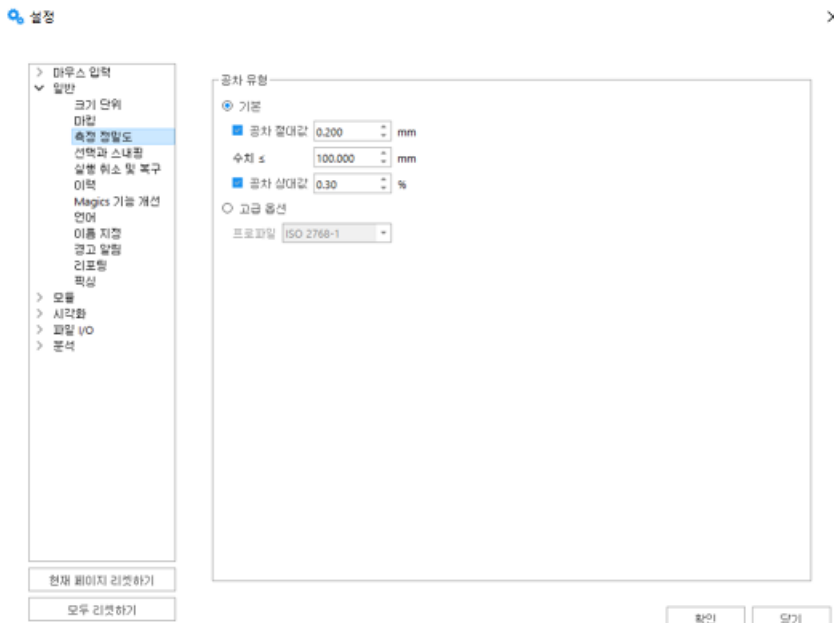 설정
마우스 입력
일반
크기 단위
마킹
측정 정밀도
선택과 스내핑
실행 취소 및 복구
이력
Magics 기능 개선
언어
이름 지정
경고 알림
리포팅
픽싱
모듈
시각화
파일 I/O
분석
현재 페이지 리셋하기
모두 리셋하기
공차 유형
기본
공차 절대값 0.200 mm
수치 ≤ 100.000 mm
공차 상대값 0.30 %
고급 옵션
프로파일 ISO 2768-1
확인 닫기